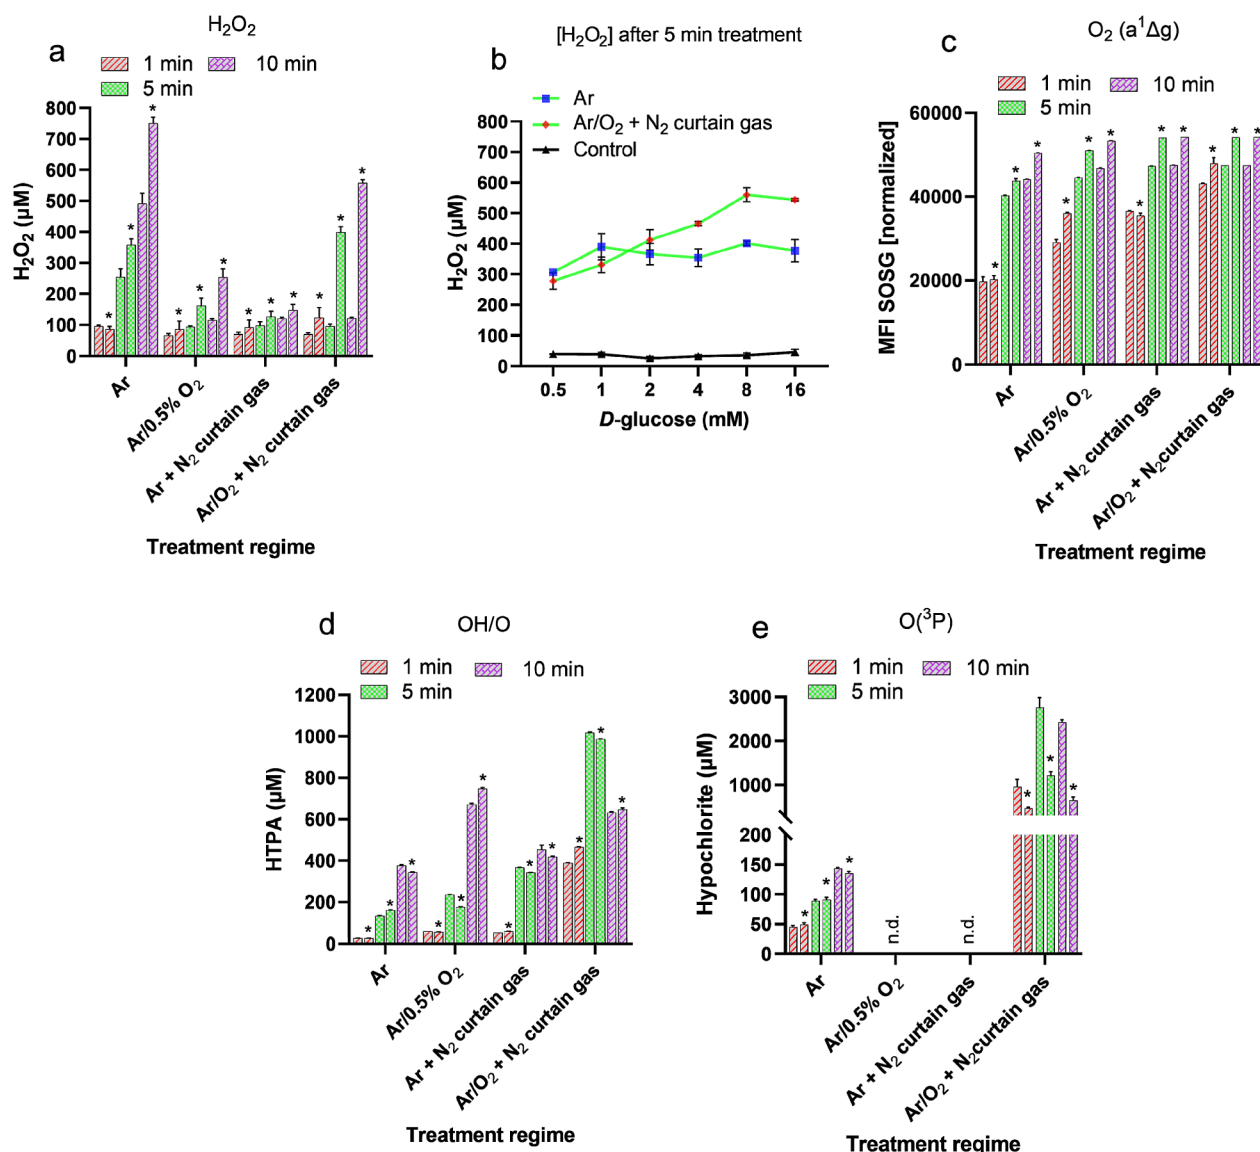 a
H₂O₂
1 min
10 min
5 min
H₂O₂ (µM)
800
700
600
500
400
300
200
100
0
* * * * * * * * * * * *
Ar
Ar/0.5% O₂
Ar + N₂ curtain gas
Ar/O₂ + N₂ curtain gas
Treatment regime
b
[H₂O₂] after 5 min treatment
Ar
Ar/O₂ + N₂ curtain gas
Control
H₂O₂ (µM)
800
700
600
500
400
300
200
100
0
0.5 1 2 4 8 16
D-glucose (mM)
c
O₂ (a¹Δg)
1 min
10 min
5 min
MFI SOSG [normalized]
60000
40000
20000
0
* * * * * * * * * * * *
Ar
Ar/0.5% O₂
Ar + N₂ curtain gas
Ar/O₂ + N₂curtain gas
Treatment regime
d
OH/O
1 min
10 min
5 min
HTPA (µM)
1200
1000
800
600
400
200
0
* * * * * * * * * * * *
Ar
Ar/0.5% O₂
Ar + N₂ curtain gas
Ar/O₂ + N₂ curtain gas
Treatment regime
e
O(³P)
1 min
10 min
5 min
Hypochlorite (µM)
3000
2000
1000
200
150
100
50
0
* * * * * *
n.d.
n.d.
Ar
Ar/0.5% O₂
Ar + N₂ curtain gas
Ar/O₂ + N₂curtain gas
Treatment regime